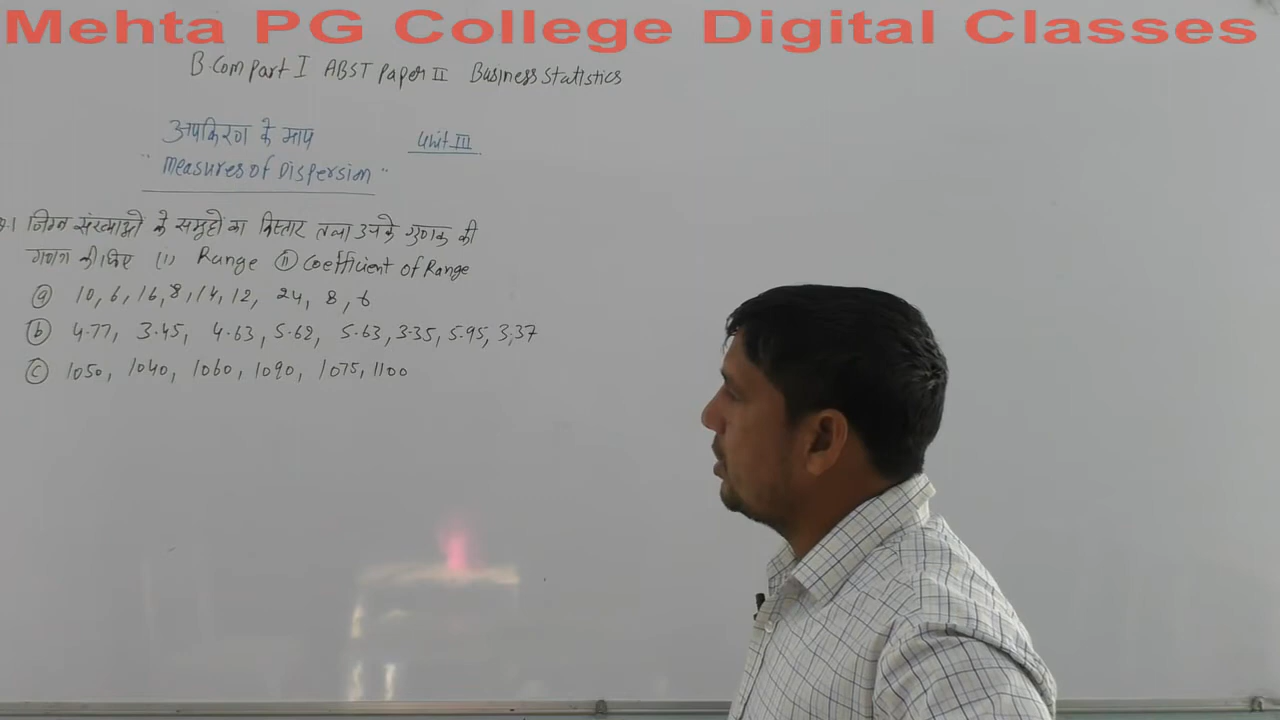 Mehta PG College Digital Classes
B.Com Part I ABST Paper II Business Statistics
अपकिरण के माप Unit III
"Measures of Dispersion"
Q.1 निम्न संख्याओं के समूहों का विस्तार तथा उनके गुणक की
गणना कीजिए (i) Range (ii) Coefficient of Range
(a) 10, 6, 16, 8, 14, 12, 24, 8, 6
(b) 4.77, 3.45, 4.63, 5.62, 5.63, 3.35, 5.95, 3.37
(c) 1050, 1040, 1060, 1090, 1075, 1100